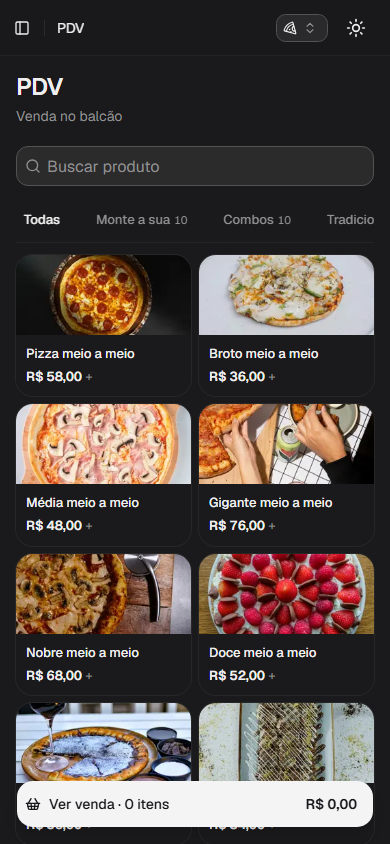 PDV
PDV
Venda no balcão
Buscar produto
Todas Monte a sua 10 Combos 10 Tradicio
Pizza meio a meio
R$ 58,00 +
Broto meio a meio
R$ 36,00 +
Média meio a meio
R$ 48,00 +
Gigante meio a meio
R$ 76,00 +
Nobre meio a meio
R$ 68,00 +
Doce meio a meio
R$ 52,00 +
Ver venda · 0 itens R$ 0,00